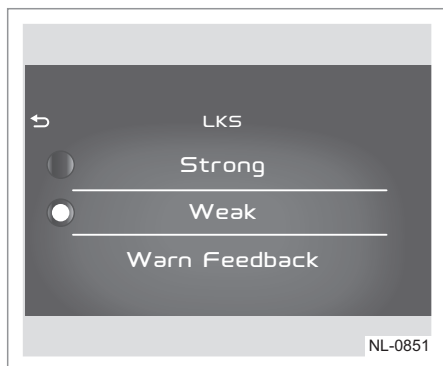 LKS
Strong
Weak
Warn Feedback
NL-0851